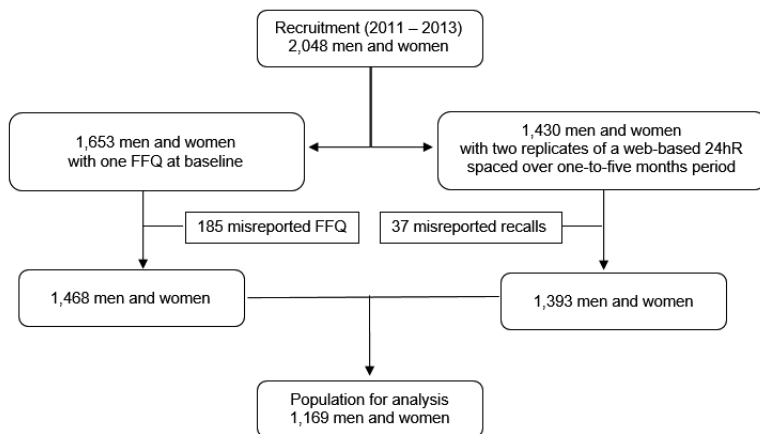 Recruitment (2011 – 2013)
2,048 men and women
1,653 men and women
with one FFQ at baseline
1,430 men and women
with two replicates of a web-based 24hR
spaced over one-to-five months period
185 misreported FFQ
37 misreported recalls
1,468 men and women
1,393 men and women
Population for analysis
1,169 men and women